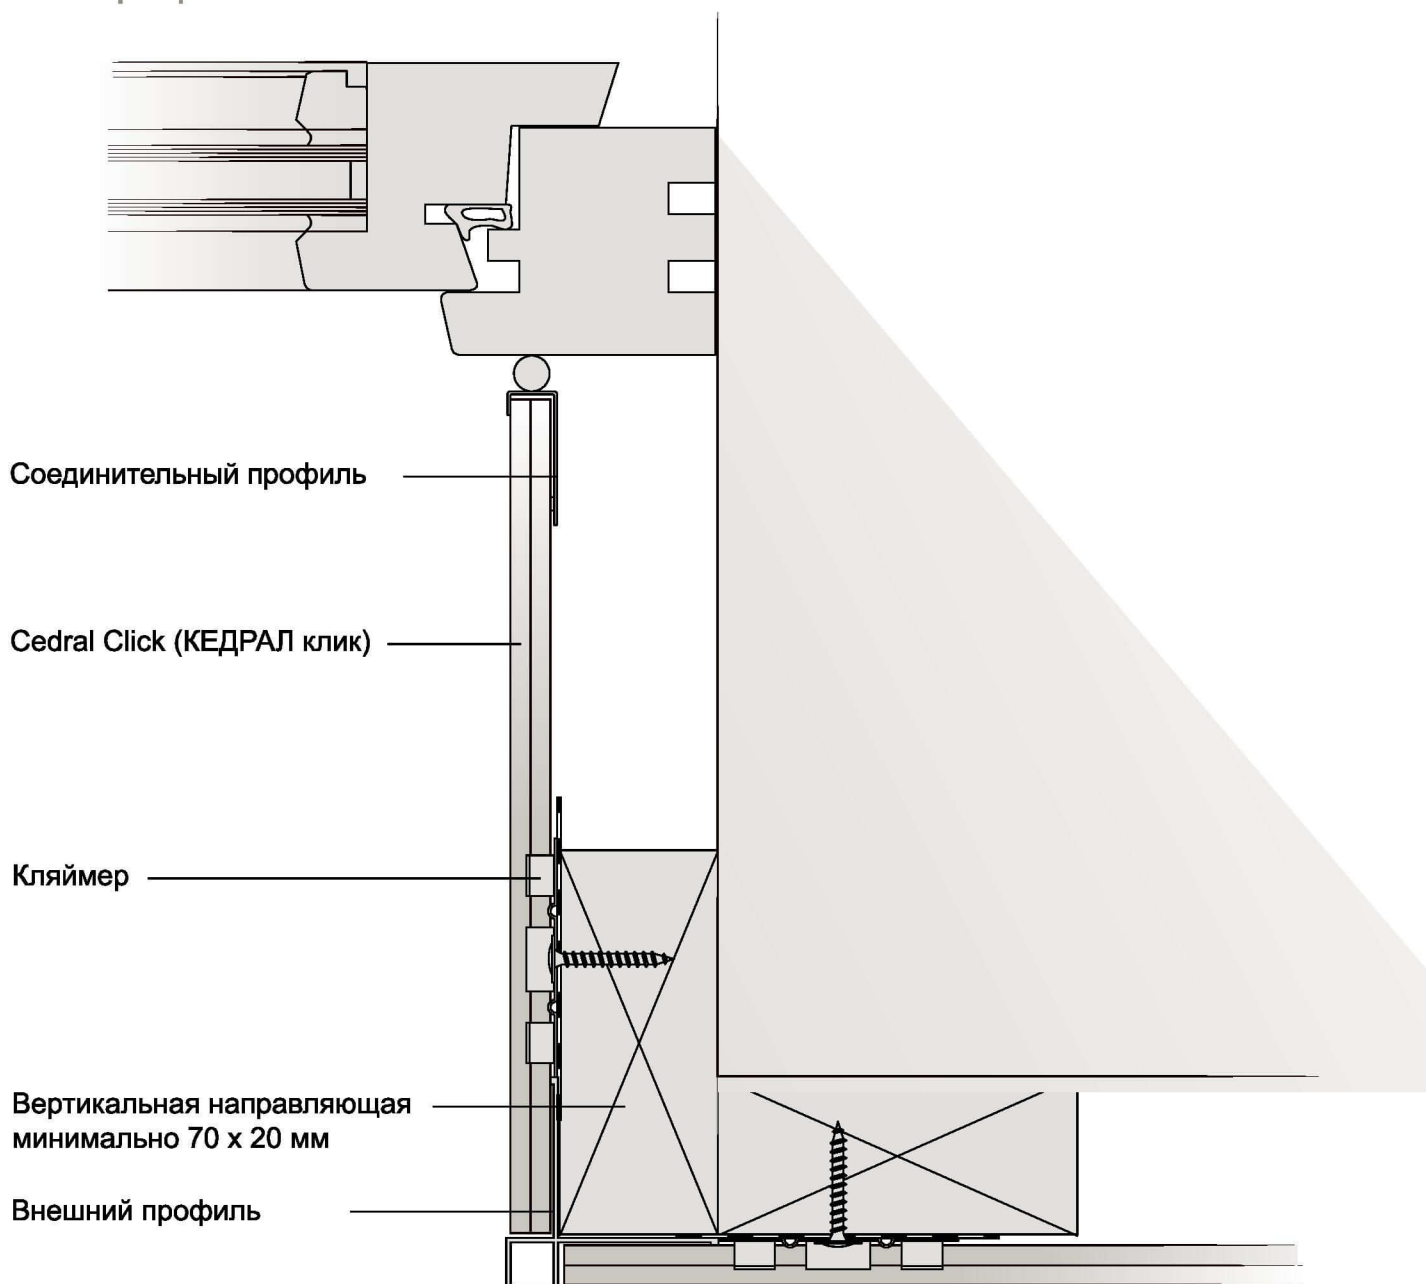 Соединительный профиль
Cedral Click (КЕДРАЛ клик)
Кляймер
Вертикальная направляющая
минимально 70 x 20 мм
Внешний профиль